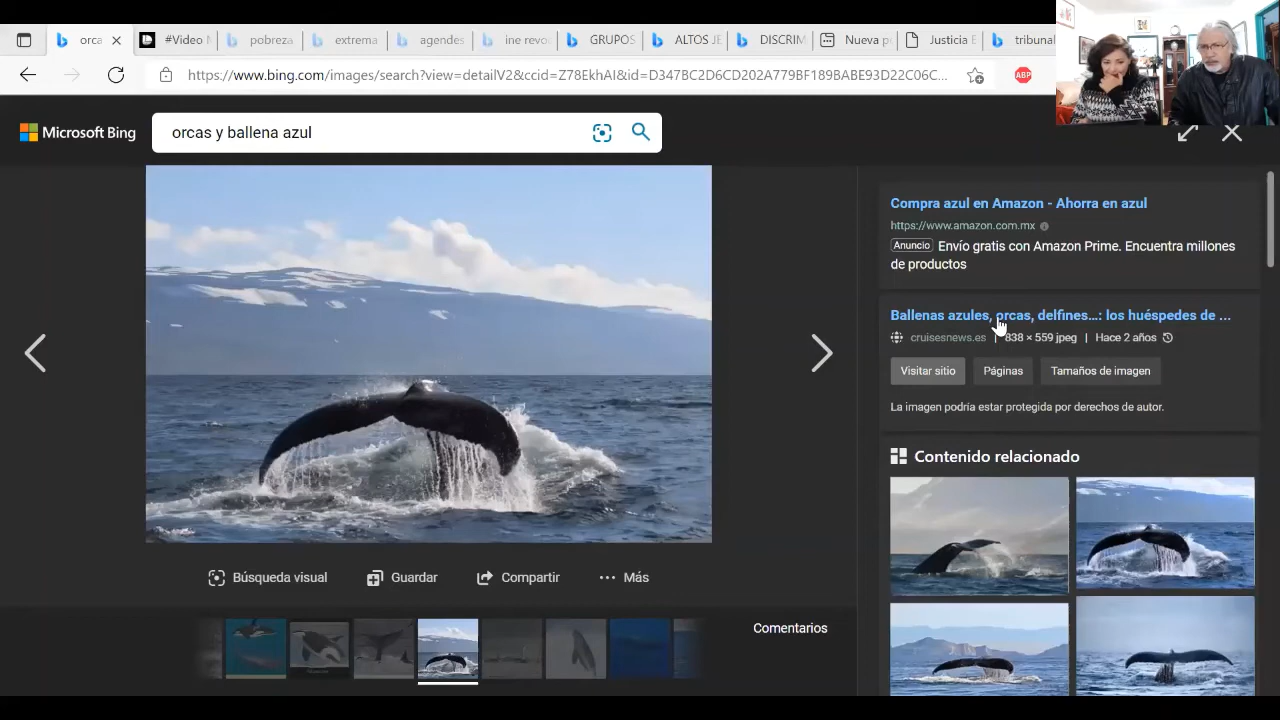 orca
#Video
pobreza
extrema
agardes
ine revo
GRUPOS
ALTOS JE
DISCRIM
Nueva p
Justicia E
tribuna
https://www.bing.com/images/search?view=detailV2&ccid=Z78EkhAI&id=D347BC2D6CD202A779BF189BABE93D22C06C...
ABP
Microsoft Bing
orcas y ballena azul
Compra azul en Amazon - Ahorra en azul
https://www.amazon.com.mx
Anuncio Envío gratis con Amazon Prime. Encuentra millones
de productos
Ballenas azules, orcas, delfines...: los huéspedes de ...
cruisesnews.es | 838 × 559 jpeg | Hace 2 años
Visitar sitio
Páginas
Tamaños de imagen
La imagen podría estar protegida por derechos de autor.
Contenido relacionado
Búsqueda visual
Guardar
Compartir
Más
Comentarios